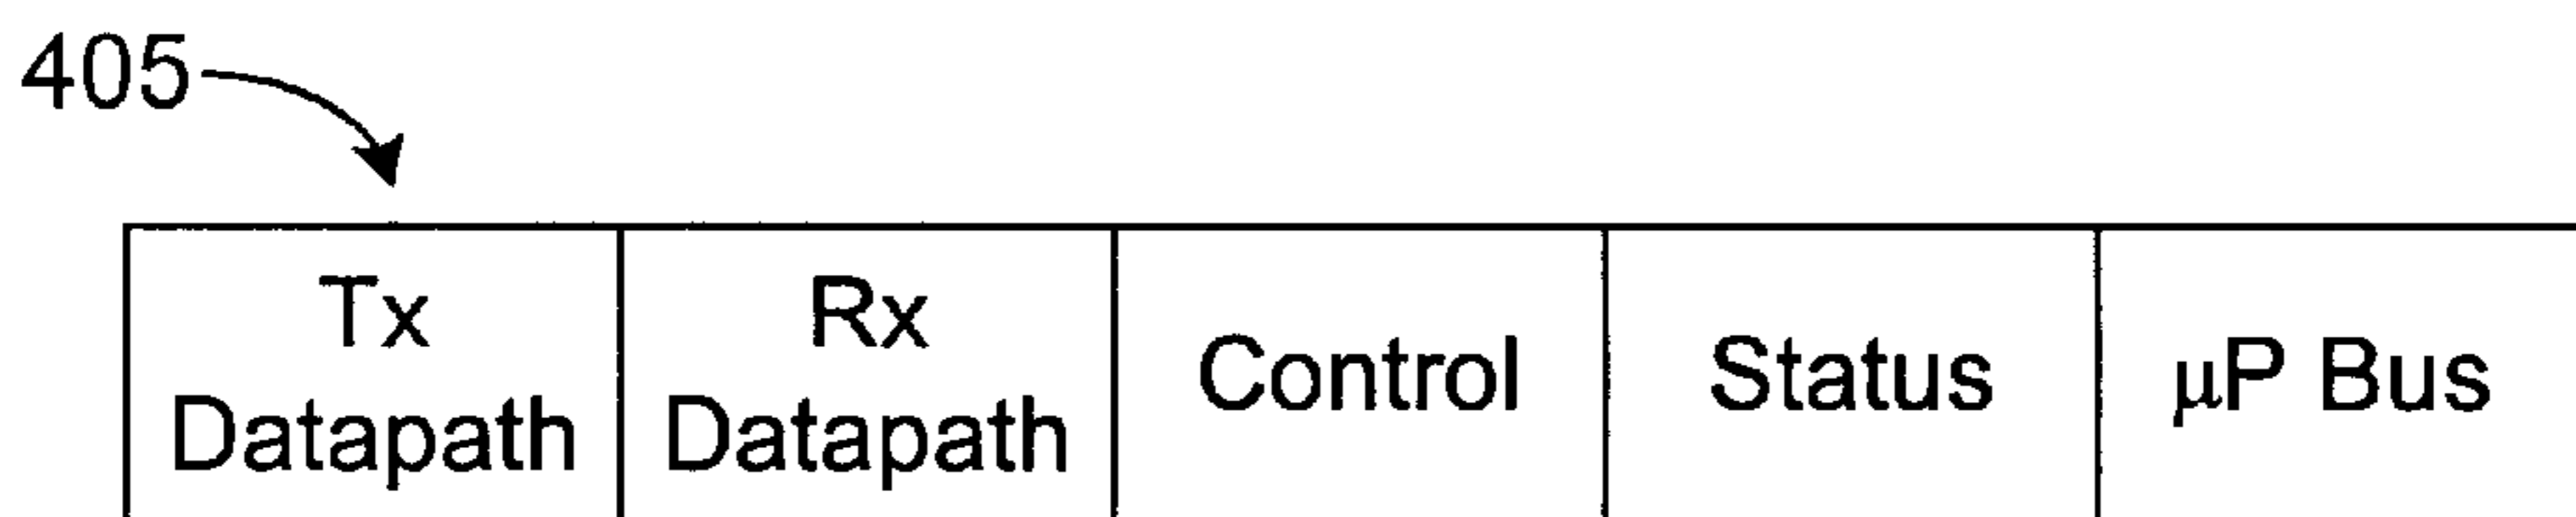 405
Tx
Datapath
Rx
Datapath
Control
Status
μP Bus